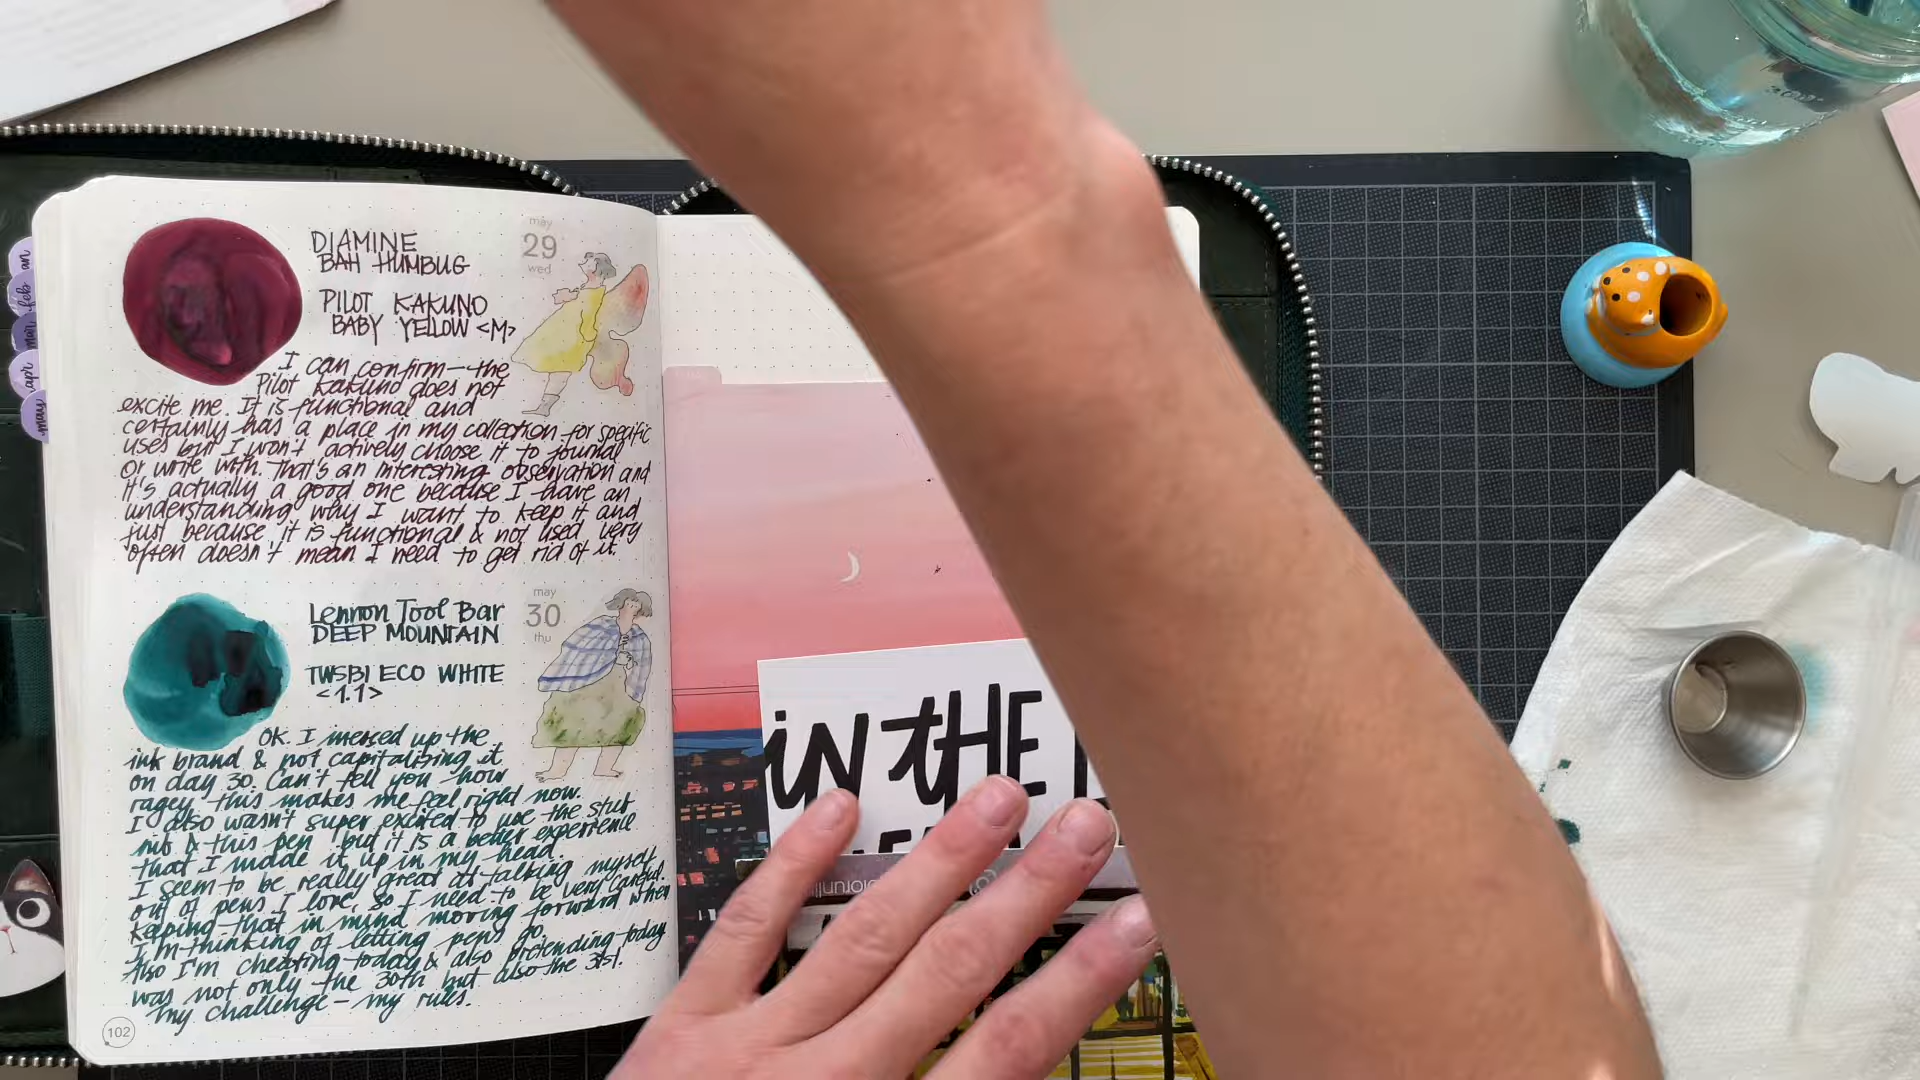 an
feb
mar
apr
may
DIAMINE
BAH HUMBUG
PILOT KAKUNO
BABY YELLOW <M>
may
29
wed
I can confirm — the
Pilot Kakuno does not
excite me. It is functional and
certainly has a place in my collection for specific
uses but I won't actively choose it to journal
or write with. That's an interesting observation and
it's actually a good one because I have an
understanding why I want to keep it and
just because it is functional & not used very
often doesn't mean I need to get rid of it.
Lennon Tool Bar
DEEP MOUNTAIN
TWSBI ECO WHITE
<1.1>
may
30
thu
OK. I messed up the
ink brand & not capitalising it
on day 30. Can't tell you how
ragey this makes me feel right now.
I also wasn't super excited to use the stub
nib & this pen but it is a better experience
that I made it up in my head.
I seem to be really great at talking myself
out of pens I love, so I need to be very careful.
Keeping that in mind moving forward when
I'm thinking of letting pens go.
Also I'm cheating today & also pretending today
was not only the 30th but also the 31st.
My challenge — my rules.
102
in tHE